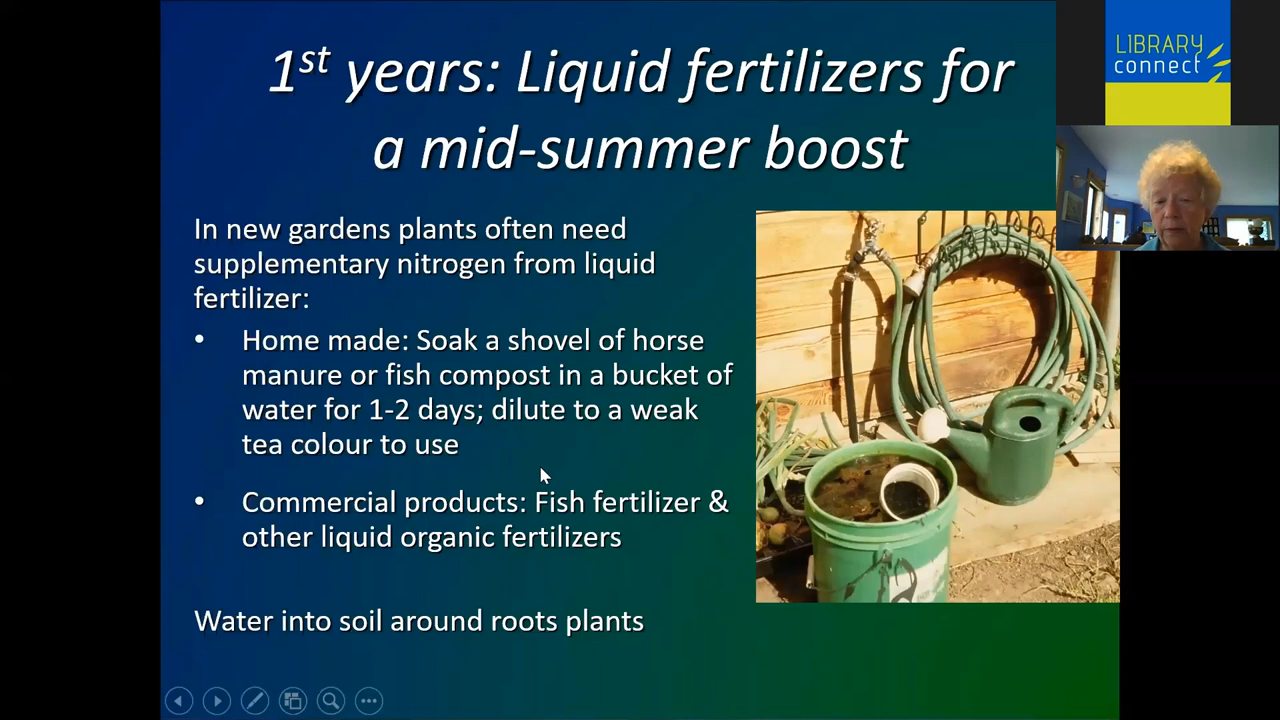 1st years: Liquid fertilizers for
a mid-summer boost
LIBRARY
connect
In new gardens plants often need
supplementary nitrogen from liquid
fertilizer:
• Home made: Soak a shovel of horse
manure or fish compost in a bucket of
water for 1-2 days; dilute to a weak
tea colour to use
• Commercial products: Fish fertilizer &
other liquid organic fertilizers
Water into soil around roots plants